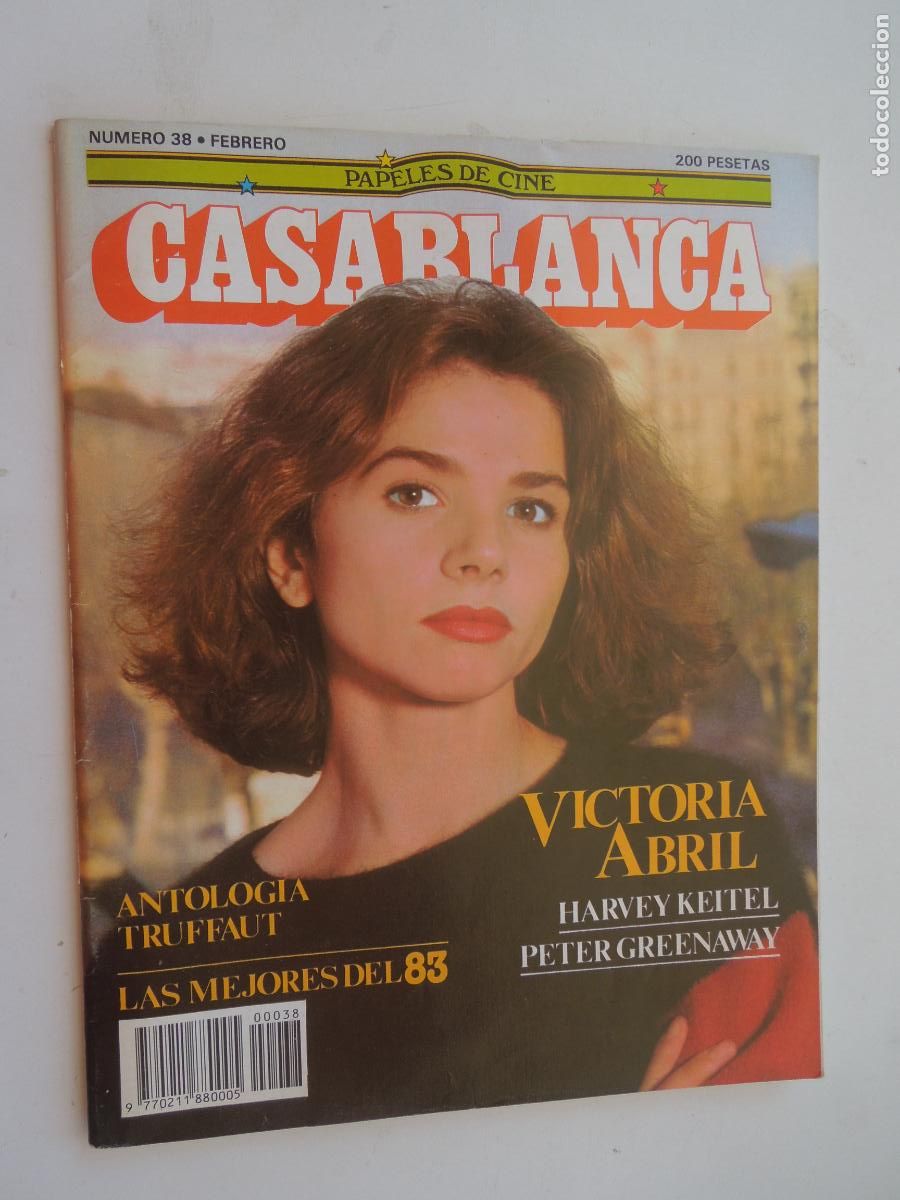 NUMERO 38 • FEBRERO
200 PESETAS
PAPELES DE CINE
CASABLANCA
VICTORIA
ABRIL
HARVEY KEITEL
PETER GREENAWAY
ANTOLOGIA
TRUFFAUT
LAS MEJORES DEL 83
00038
9 770211 880005
todocoleccion